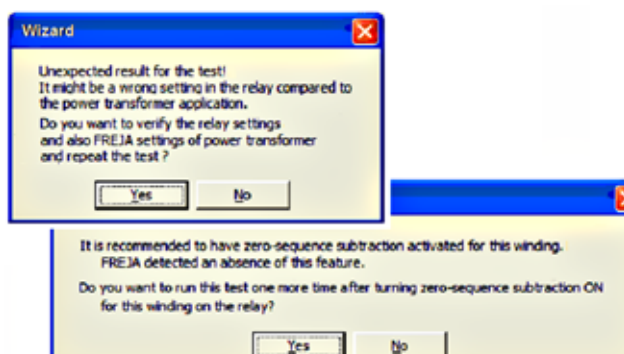 Wizard
Unexpected result for the test!
It might be a wrong setting in the relay compared to
the power transformer application.
Do you want to verify the relay settings
and also FREJA settings of power transformer
and repeat the test ?
Yes No
It is recommended to have zero-sequence subtraction activated for this winding.
FREJA detected an absence of this feature.
Do you want to run this test one more time after turning zero-sequence subtraction ON
for this winding on the relay?
Yes No